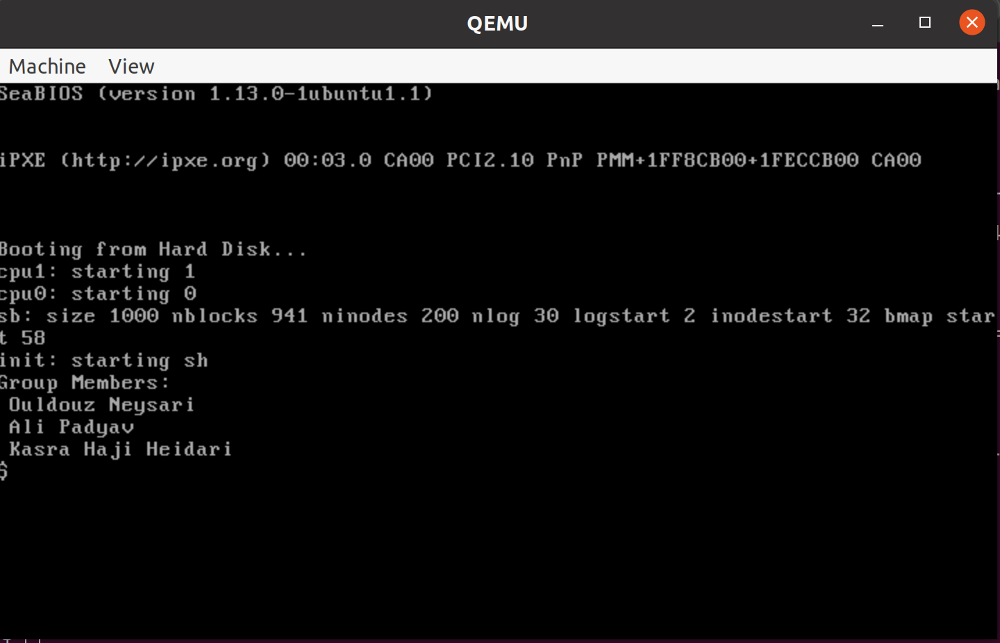 QEMU
Machine View
SeaBIOS (version 1.13.0-1ubuntu1.1)
iPXE (http://ipxe.org) 00:03.0 CA00 PCI2.10 PnP PMM+1FF8CB00+1FECCB00 CA00
Booting from Hard Disk...
cpu1: starting 1
cpu0: starting 0
sb: size 1000 nblocks 941 ninodes 200 nlog 30 logstart 2 inodestart 32 bmap star
t 58
init: starting sh
Group Members:
Ouldouz Neysari
Ali Padyav
Kasra Haji Heidari
$